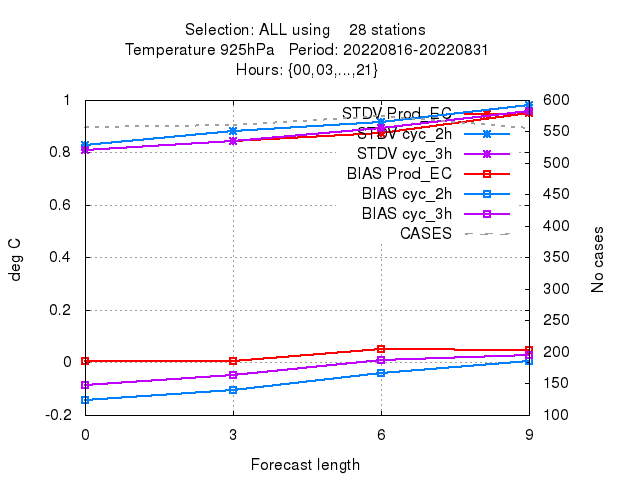 Selection: ALL using    28 stations
Temperature 925hPa   Period: 20220816-20220831
Hours: {00,03,...,21}
1
0.8
0.6
0.4
0.2
0
-0.2
deg C
STDV Prod_EC
STDV cyc_2h
STDV cyc_3h
BIAS Prod_EC
BIAS cyc_2h
BIAS cyc_3h
CASES
600
550
500
450
400
350
300
250
200
150
100
No cases
0 3 6 9
Forecast length